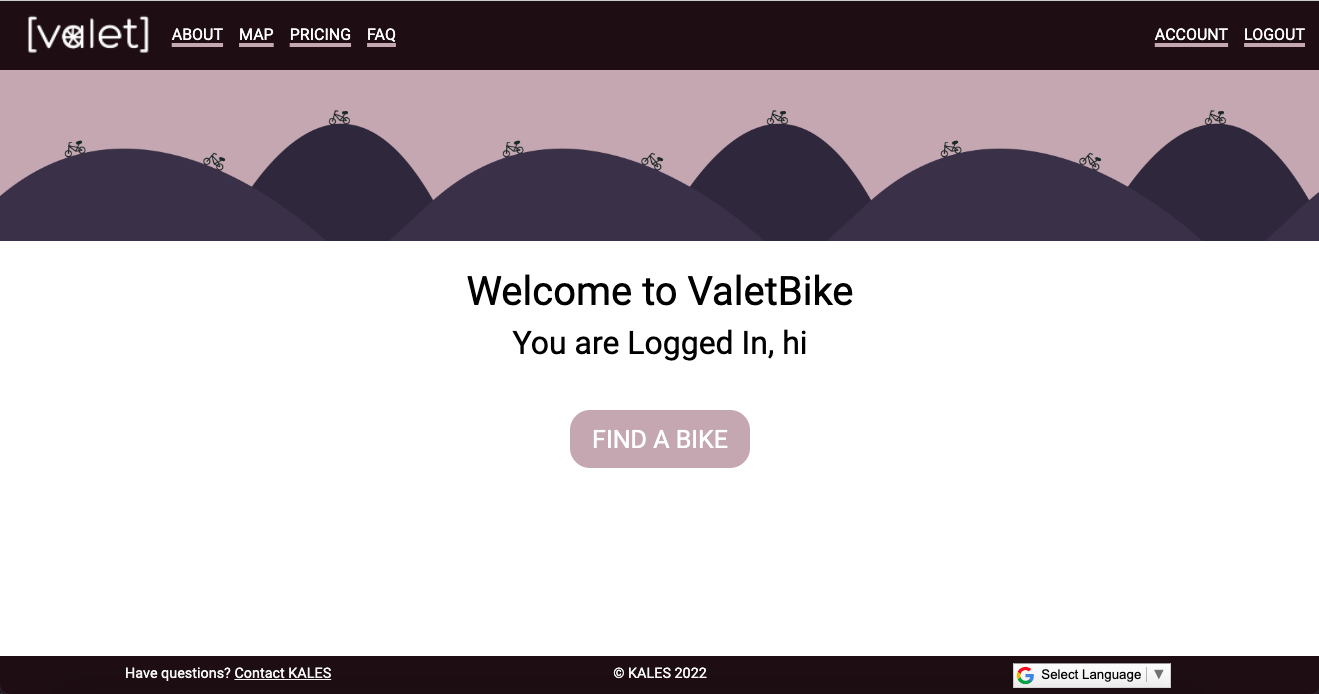 [valet] ABOUT MAP PRICING FAQ ACCOUNT LOGOUT
Welcome to ValetBike
You are Logged In, hi
FIND A BIKE
Have questions? Contact KALES © KALES 2022 Select Language ▼